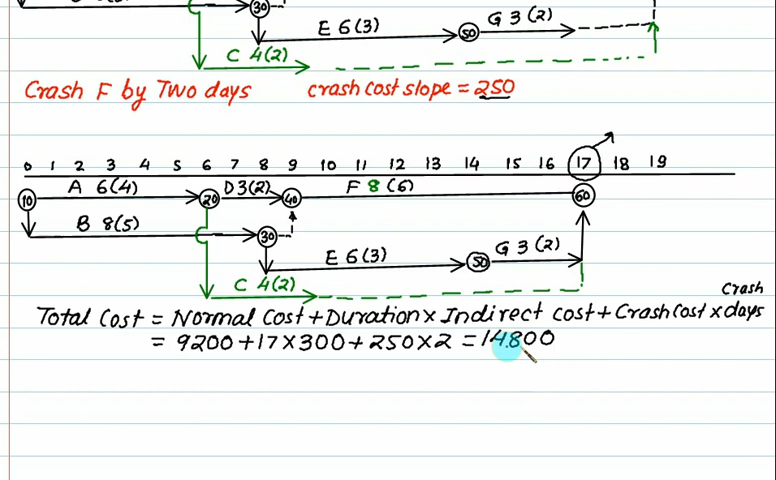 30
E 6(3)
50
G 3(2)
C 4(2)
Crash F by Two days crash cost slope = 250
0 1 2 3 4 5 6 7 8 9 10 11 12 13 14 15 16 17 18 19
10 A 6(4) 20 D3(2) 40 F 8 (6) 60
B 8(5) 30
E 6(3) 50 G 3(2)
C 4(2)
Crash
Total Cost = Normal Cost + Duration × Indirect cost + Crash Cost × days
= 9200 + 17 × 300 + 250 × 2 = 14800